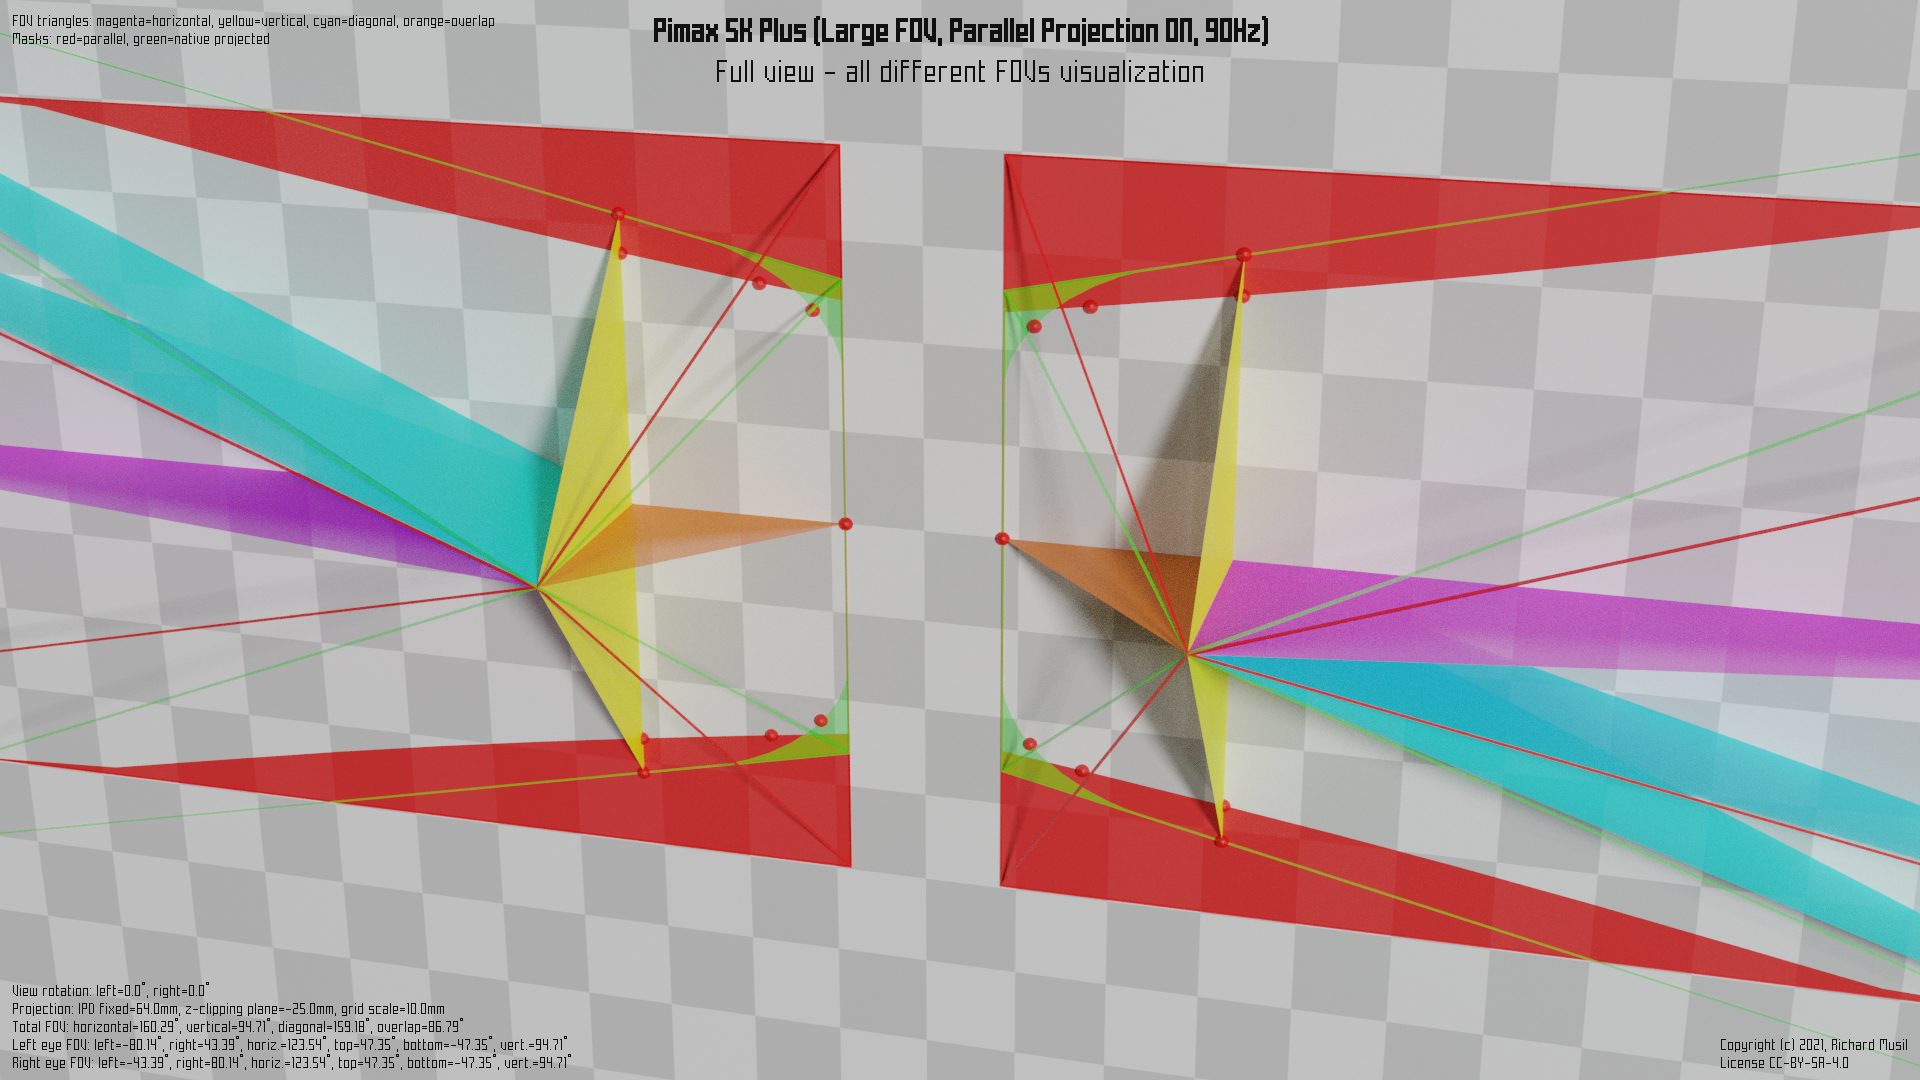 FOV triangles: magenta=horizontal, yellow=vertical, cyan=diagonal, orange=overlap
Masks: red=parallel, green=native projected
Pimax 5K Plus (Large FOV, Parallel Projection ON, 90Hz)
Full view - all different FOVs visualization
View rotation: left=0.0°, right=0.0°
Projection: IPD fixed=64.0mm, z-clipping plane=-25.0mm, grid scale=10.0mm
Total FOV: horizontal=160.29°, vertical=94.71°, diagonal=159.18°, overlap=86.79°
Left eye FOV: left=-80.14°, right=43.39°, horiz.=123.54°, top=47.35°, bottom=-47.35°, vert.=94.71°
Right eye FOV: left=-43.39°, right=80.14°, horiz.=123.54°, top=47.35°, bottom=-47.35°, vert.=94.71°
Copyright (c) 2021, Richard Musil
License CC-BY-SA-4.0